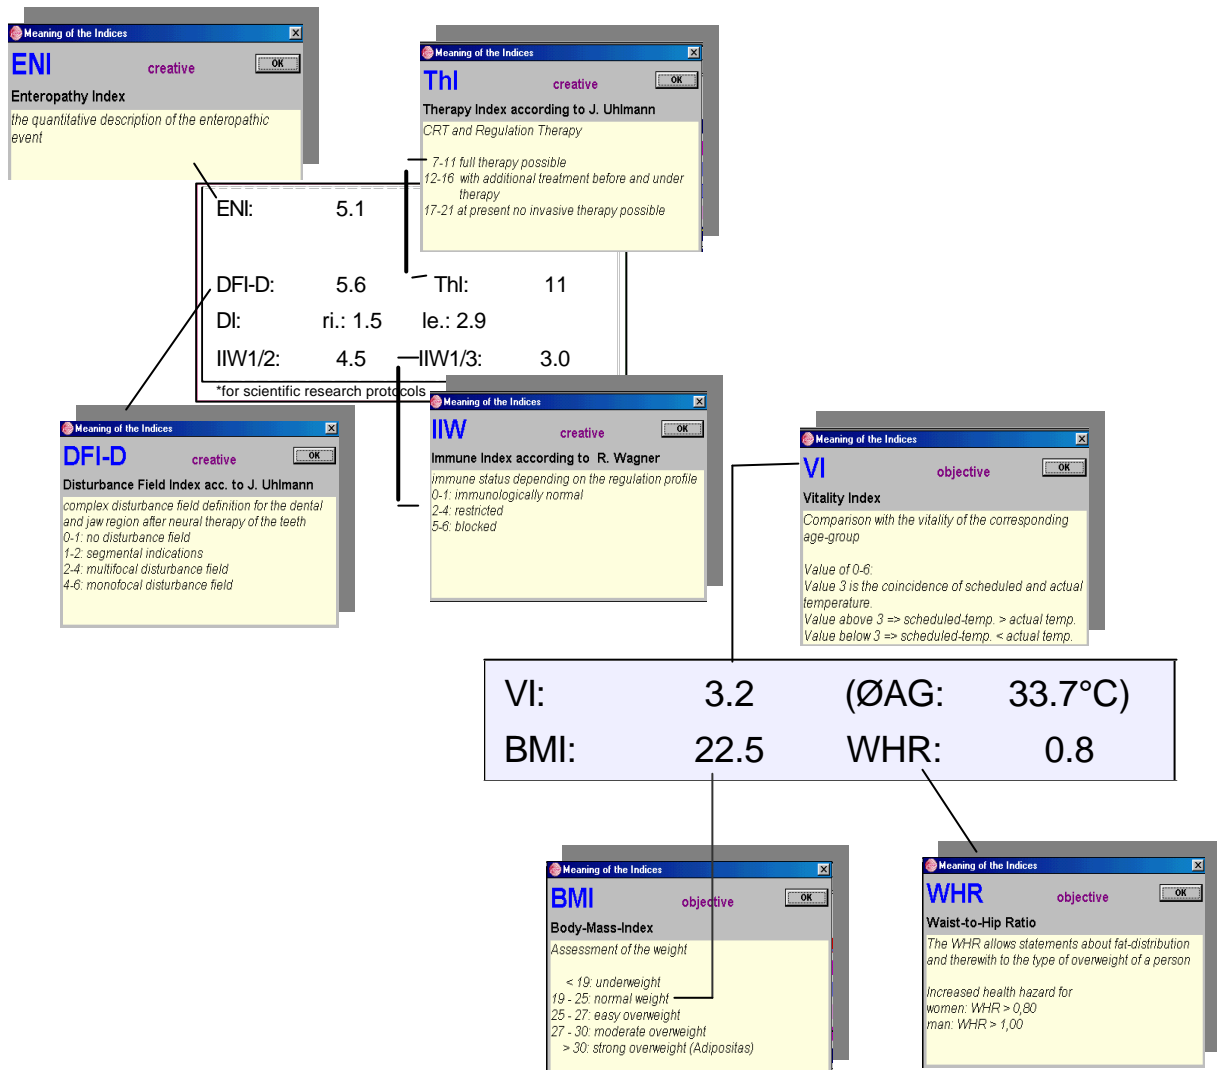 Meaning of the Indices
ENI
creative
OK
Enteropathy Index
the quantitative description of the enteropathic
event
Meaning of the Indices
ThI
creative
OK
Therapy Index according to J. Uhlmann
CRT and Regulation Therapy
7-11 full therapy possible
12-16 with additional treatment before and under
therapy
17-21 at present no invasive therapy possible
ENI: 5.1
DFI-D: 5.6 ThI: 11
DI: ri.: 1.5 le.: 2.9
IIW1/2: 4.5 IIW1/3: 3.0
*for scientific research protocols
Meaning of the Indices
DFI-D
creative
OK
Disturbance Field Index acc. to J. Uhlmann
complex disturbance field definition for the dental
and jaw region after neural therapy of the teeth
0-1: no disturbance field
1-2: segmental indications
2-4: multifocal disturbance field
4-6: monofocal disturbance field
Meaning of the Indices
IIW
creative
OK
Immune Index according to R. Wagner
immune status depending on the regulation profile
0-1: immunologically normal
2-4: restricted
5-6: blocked
Meaning of the Indices
VI
objective
OK
Vitality Index
Comparison with the vitality of the corresponding
age-group
Value of 0-6:
Value 3 is the coincidence of scheduled and actual
temperature.
Value above 3 => scheduled-temp. > actual temp.
Value below 3 => scheduled-temp. < actual temp.
VI: 3.2 (ØAG: 33.7°C)
BMI: 22.5 WHR: 0.8
Meaning of the Indices
BMI
objective
OK
Body-Mass-Index
Assessment of the weight
< 19: underweight
19 - 25: normal weight
25 - 27: easy overweight
27 - 30: moderate overweight
> 30: strong overweight (Adipositas)
Meaning of the Indices
WHR
objective
OK
Waist-to-Hip Ratio
The WHR allows statements about fat-distribution
and therewith to the type of overweight of a person
Increased health hazard for
women: WHR > 0,80
man: WHR > 1,00